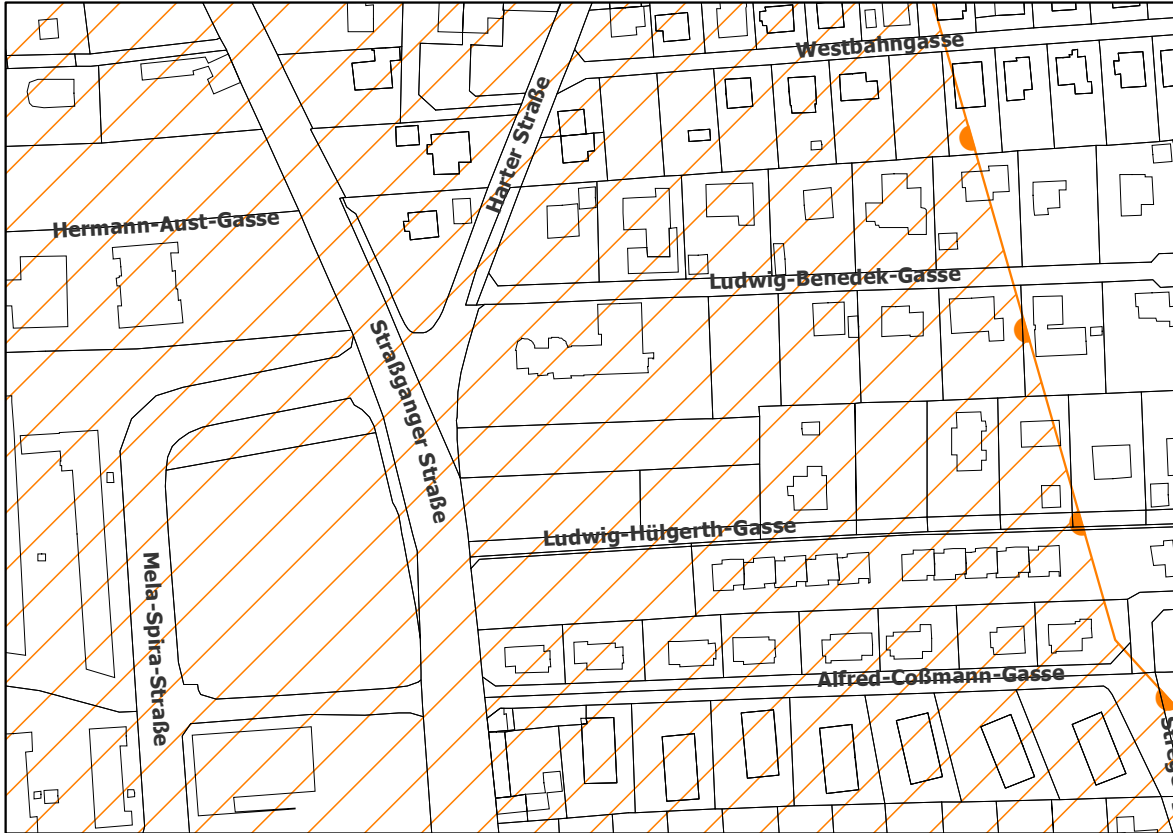 Westbahngasse
Harter Straße
Hermann-Aust-Gasse
Ludwig-Benedek-Gasse
Straßganger Straße
Ludwig-Hülgerth-Gasse
Mela-Spira-Straße
Alfred-Coßmann-Gasse